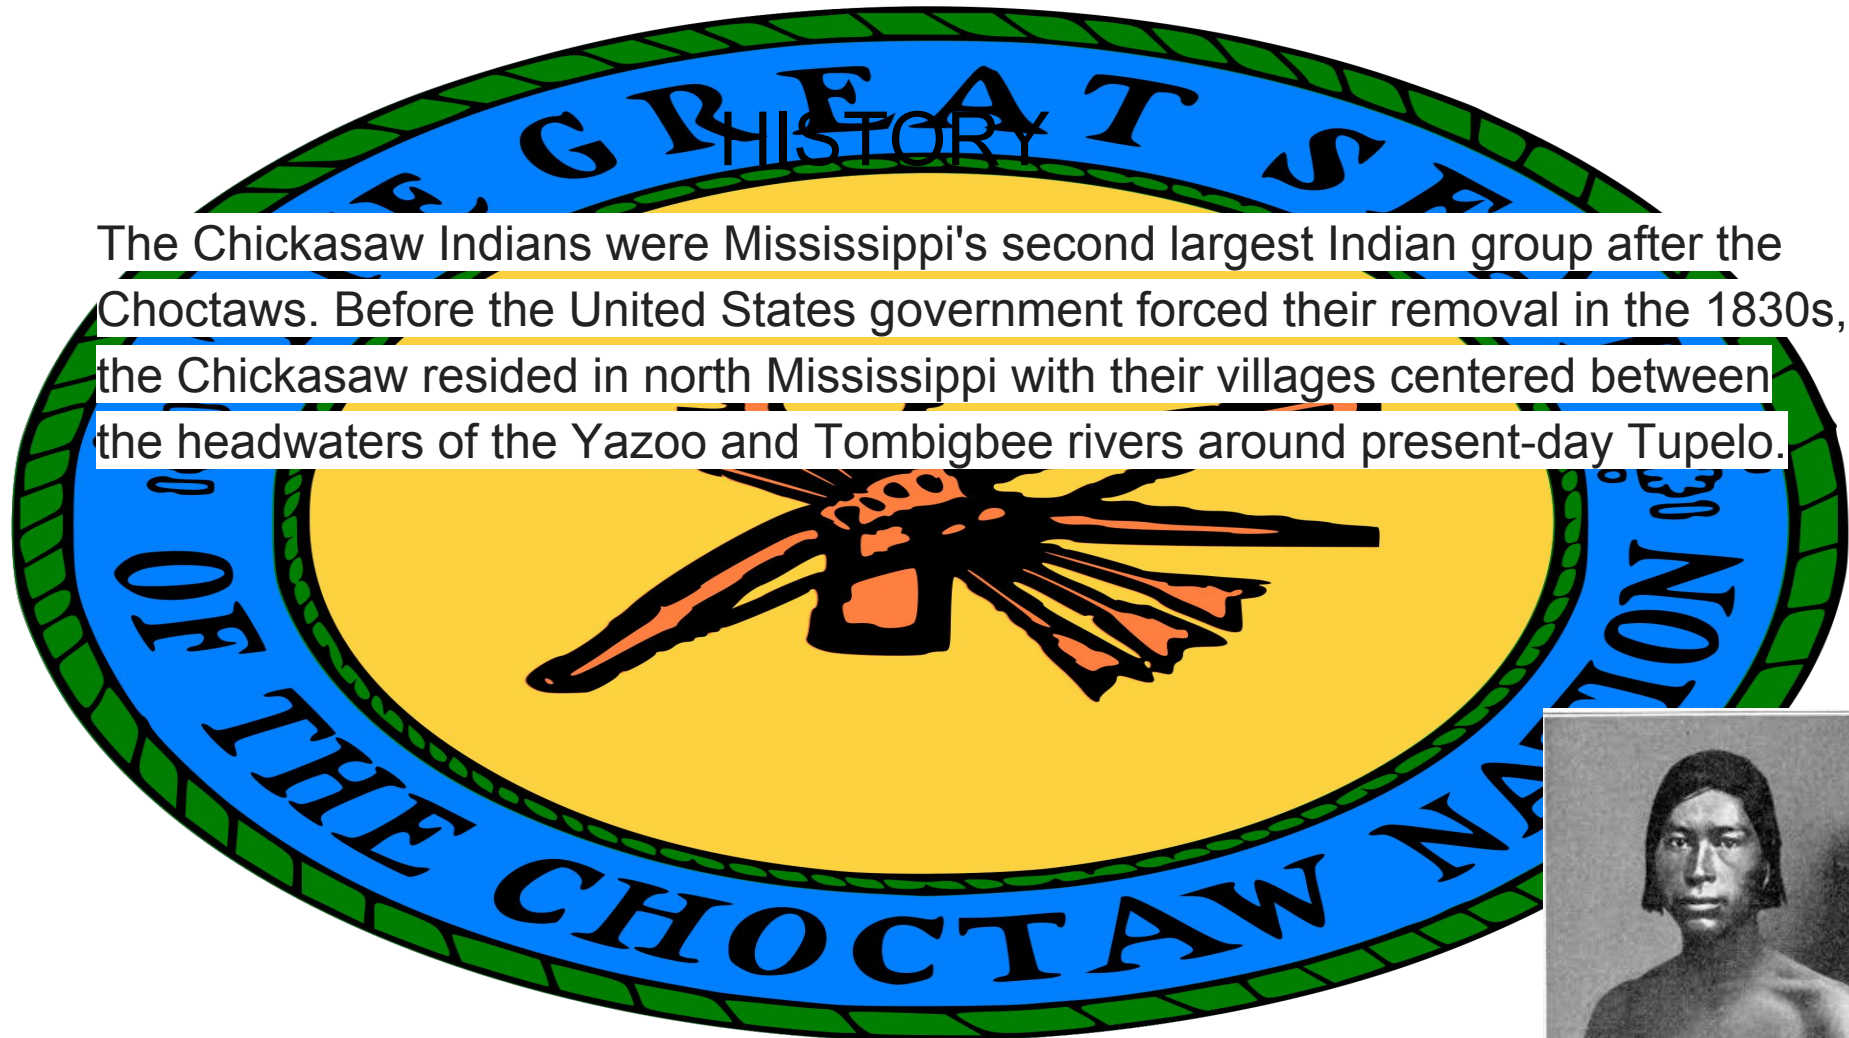 HISTORY
The Chickasaw Indians were Mississippi's second largest Indian group after the
Choctaws. Before the United States government forced their removal in the 1830s,
the Chickasaw resided in north Mississippi with their villages centered between
the headwaters of the Yazoo and Tombigbee rivers around present-day Tupelo.
GREAT
OF THE CHOCTAW